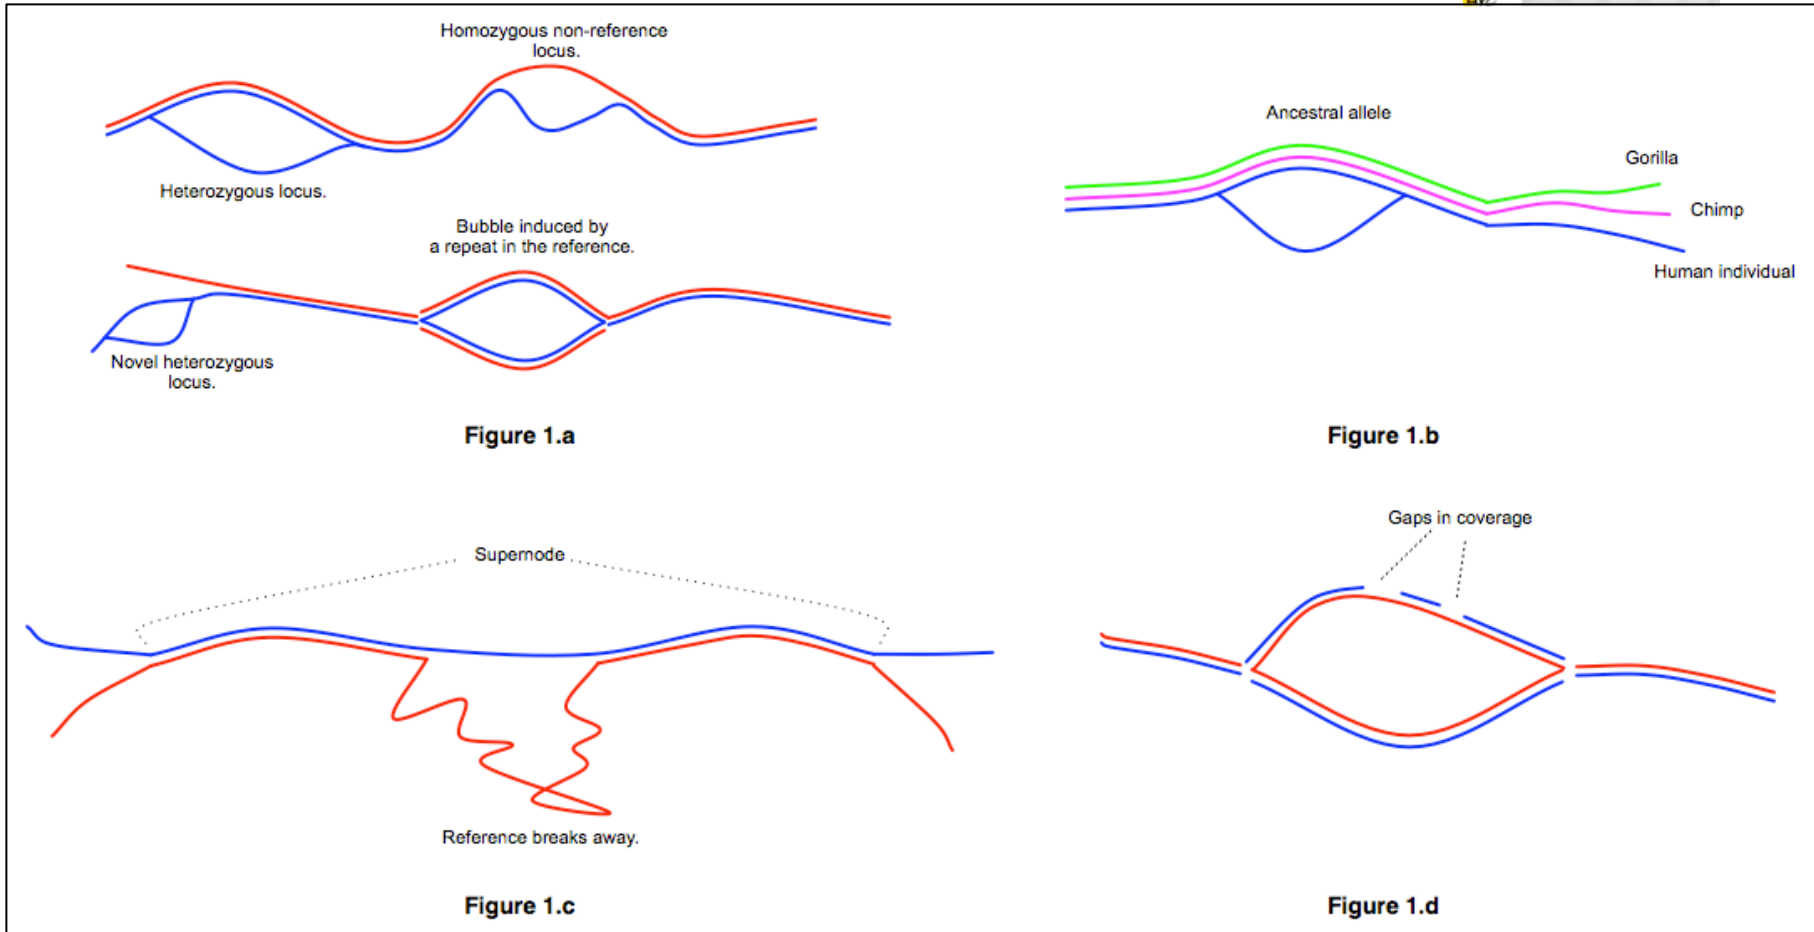 Homozygous non-reference
locus.
Heterozygous locus.
Bubble induced by
a repeat in the reference.
Novel heterozygous
locus.
Figure 1.a
Ancestral allele
Gorilla
Chimp
Human individual
Figure 1.b
Supernode
Reference breaks away.
Figure 1.c
Gaps in coverage
Figure 1.d